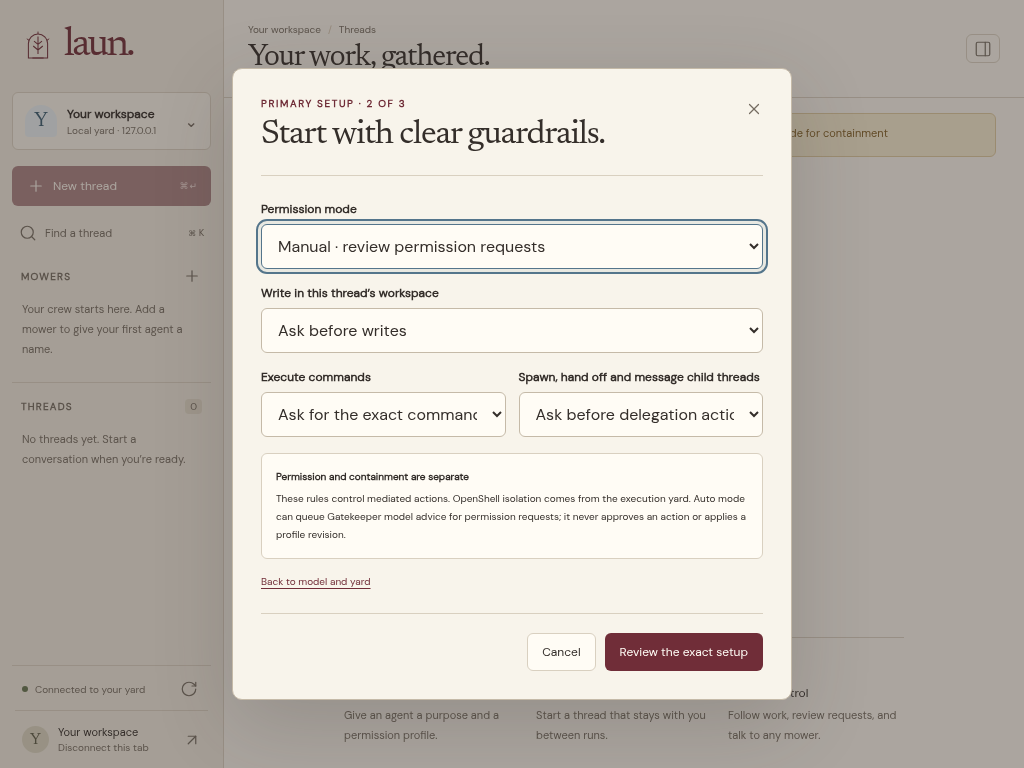 laun.
Your workspace / Threads
Your work, gathered.
Y
Your workspace
Local yard · 127.0.0.1
New thread ⌘↵
Find a thread ⌘ K
MOWERS
Your crew starts here. Add a
mower to give your first agent a
name.
THREADS 0
No threads yet. Start a
conversation when you're ready.
Connected to your yard
Y
Your workspace
Disconnect this tab
for containment
PRIMARY SETUP · 2 OF 3
Start with clear guardrails.
Permission mode
Manual · review permission requests
Write in this thread's workspace
Ask before writes
Execute commands
Ask for the exact command
Spawn, hand off and message child threads
Ask before delegation actio
Permission and containment are separate
These rules control mediated actions. OpenShell isolation comes from the execution yard. Auto mode
can queue Gatekeeper model advice for permission requests; it never approves an action or applies a
profile revision.
Back to model and yard
Cancel
Review the exact setup
Give an agent a purpose and a
permission profile.
Start a thread that stays with you
between runs.
Follow work, review requests, and
talk to any mower.